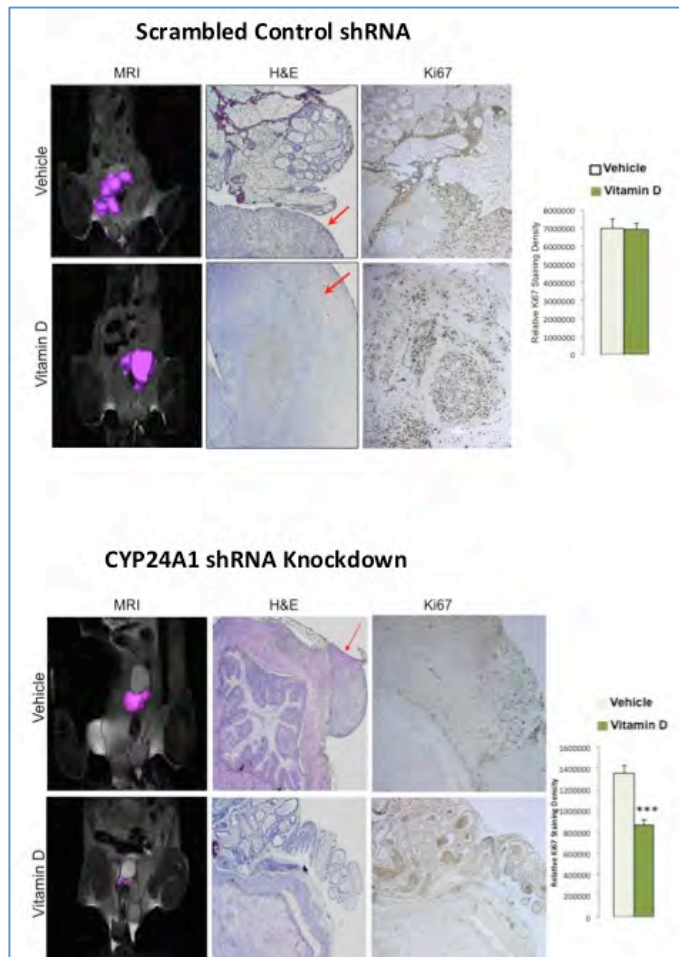 Scrambled Control shRNA
MRI H&E Ki67
Vehicle
Vitamin D
Vehicle
Vitamin D
Relative Ki67 Staining Density
8000000
7000000
6000000
5000000
4000000
3000000
2000000
1000000
0
CYP24A1 shRNA Knockdown
MRI H&E Ki67
Vehicle
Vitamin D
Vehicle
Vitamin D
Relative Ki67 Staining Density
1600000
1400000
1200000
1000000
800000
600000
400000
200000
0
***